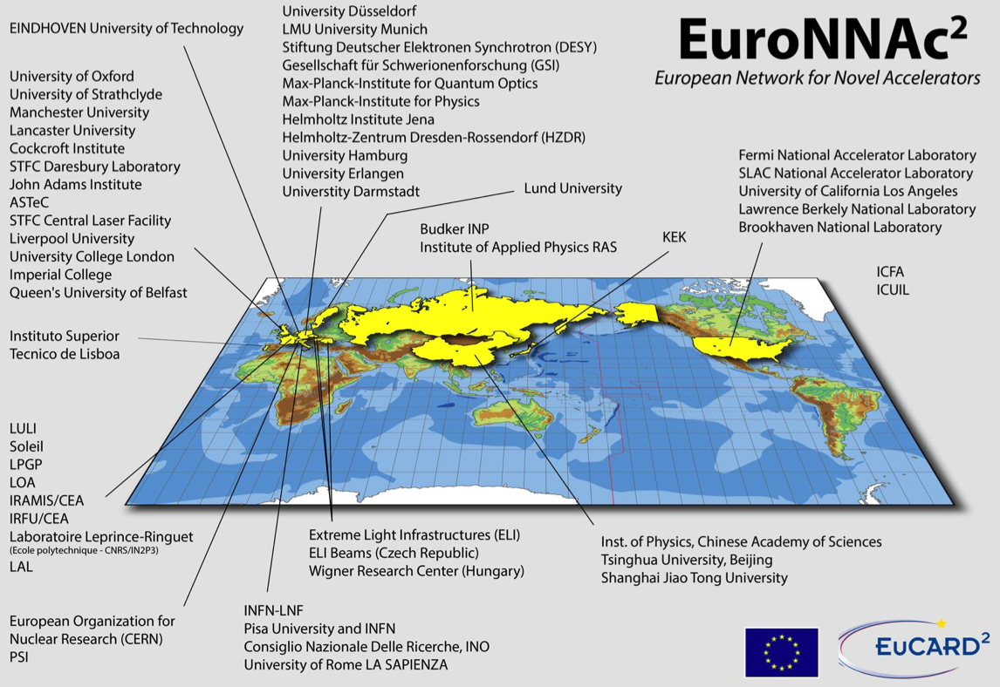 EuroNNAc²
European Network for Novel Accelerators
EINDHOVEN University of Technology
University of Oxford
University of Strathclyde
Manchester University
Lancaster University
Cockcroft Institute
STFC Daresbury Laboratory
John Adams Institute
ASTeC
STFC Central Laser Facility
Liverpool University
University College London
Imperial College
Queen's University of Belfast
Instituto Superior
Tecnico de Lisboa
University Düsseldorf
LMU University Munich
Stiftung Deutscher Elektronen Synchrotron (DESY)
Gesellschaft für Schwerionenforschung (GSI)
Max-Planck-Institute for Quantum Optics
Max-Planck-Institute for Physics
Helmholtz Institute Jena
Helmholtz-Zentrum Dresden-Rossendorf (HZDR)
University Hamburg
University Erlangen
Universtity Darmstadt
Lund University
Budker INP
Institute of Applied Physics RAS
KEK
Fermi National Accelerator Laboratory
SLAC National Accelerator Laboratory
University of California Los Angeles
Lawrence Berkely National Laboratory
Brookhaven National Laboratory
ICFA
ICUIL
LULI
Soleil
LPGP
LOA
IRAMIS/CEA
IRFU/CEA
Laboratoire Leprince-Ringuet
(Ecole polytechnique - CNRS/IN2P3)
LAL
European Organization for
Nuclear Research (CERN)
PSI
Extreme Light Infrastructures (ELI)
ELI Beams (Czech Republic)
Wigner Research Center (Hungary)
INFN-LNF
Pisa University and INFN
Consiglio Nazionale Delle Ricerche, INO
University of Rome LA SAPIENZA
Inst. of Physics, Chinese Academy of Sciences
Tsinghua University, Beijing
Shanghai Jiao Tong University
EuCARD²